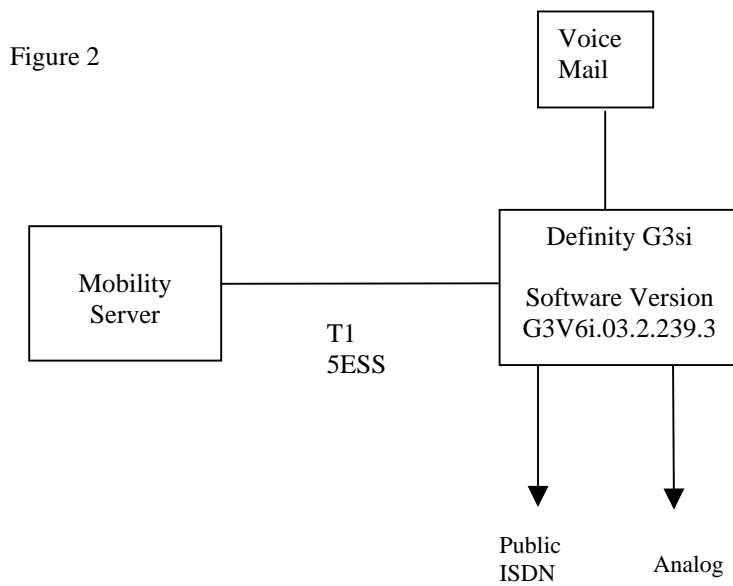 Figure 2
Voice
Mail
Definity G3si
Software Version
G3V6i.03.2.239.3
Mobility
Server
T1
5ESS
Public
ISDN
Analog